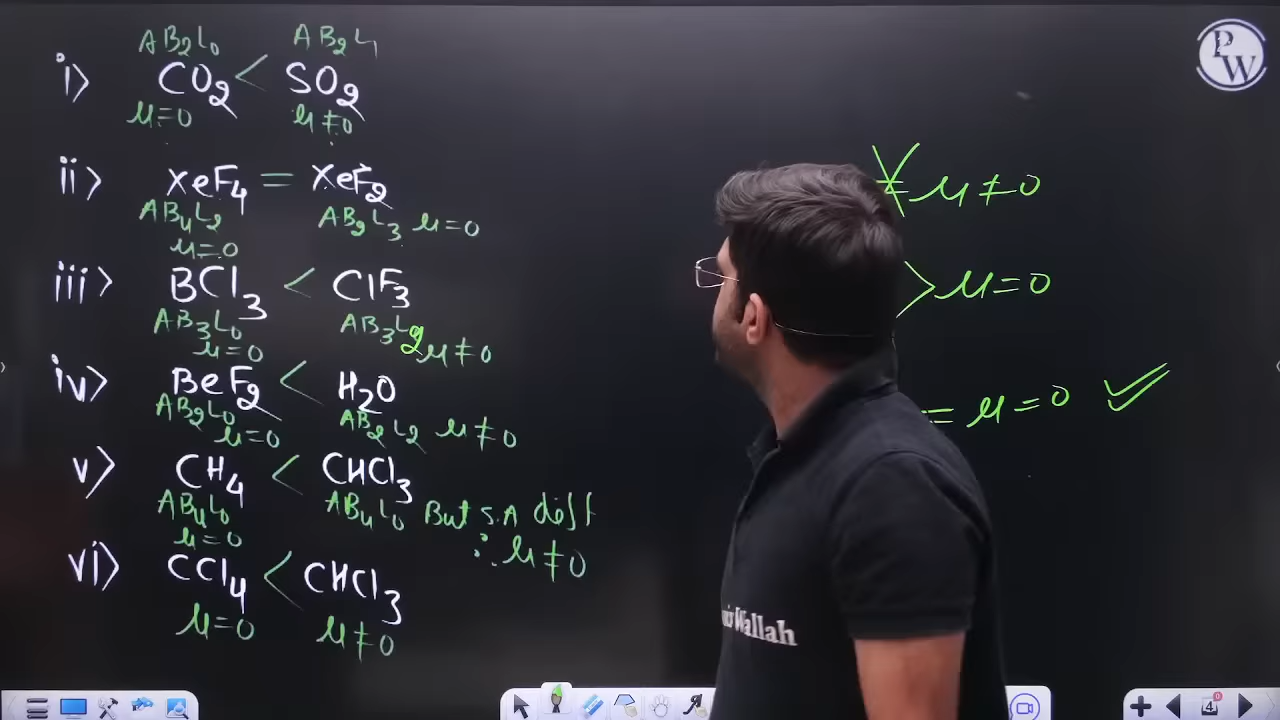 AB₂L₀ AB₂L₁
i> CO₂ < SO₂
μ=0 μ≠0
ii> XeF₄ = XeF₂
AB₄L₂ AB₂L₃ μ=0
μ=0
iii> BCl₃ < ClF₃
AB₃L₀ AB₃L₂ μ≠0
μ=0
iv> BeF₂ < H₂O
AB₂L₀ AB₂L₂ μ≠0
μ=0
v> CH₄ < CHCl₃
AB₄L₀ AB₄L₀ But S.A diff
μ=0 ∴ μ≠0
vi> CCl₄ < CHCl₃
μ=0 μ≠0
μ≠0
> μ=0
= μ=0 ✓
PW
Wallah
4